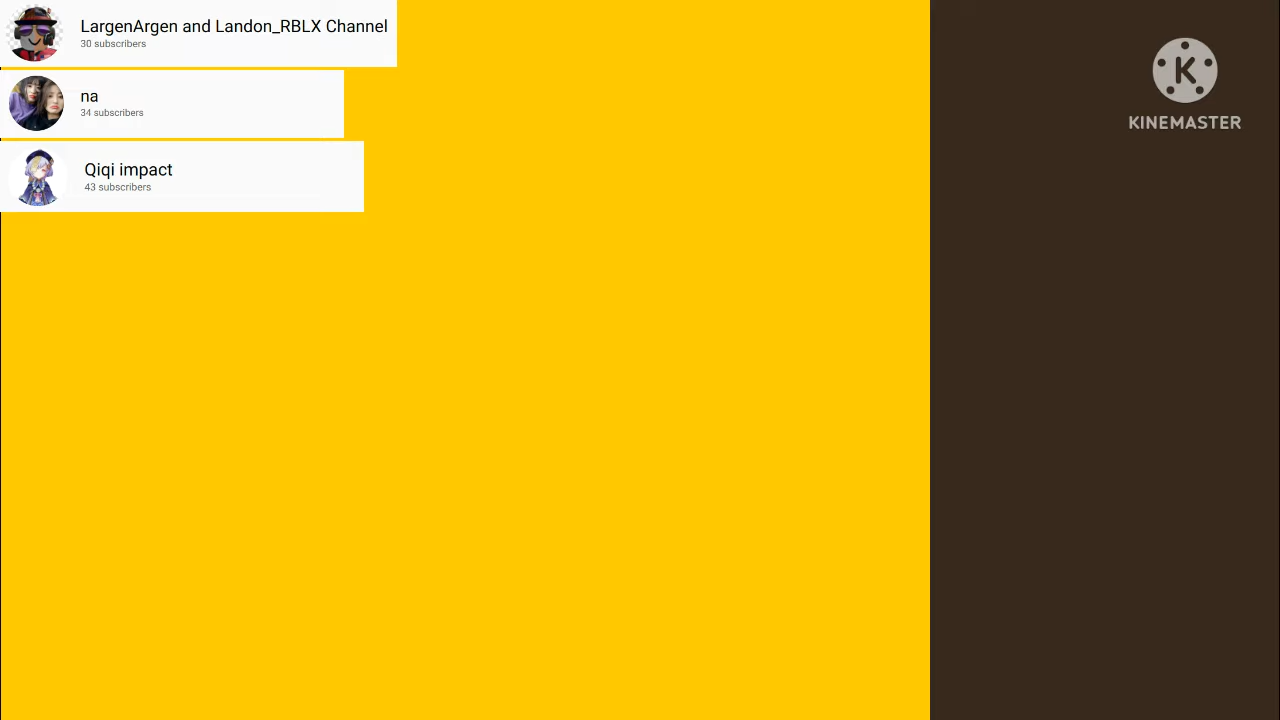 LargenArgen and Landon_RBLX Channel
30 subscribers
na
34 subscribers
Qiqi impact
43 subscribers
K
KINEMASTER